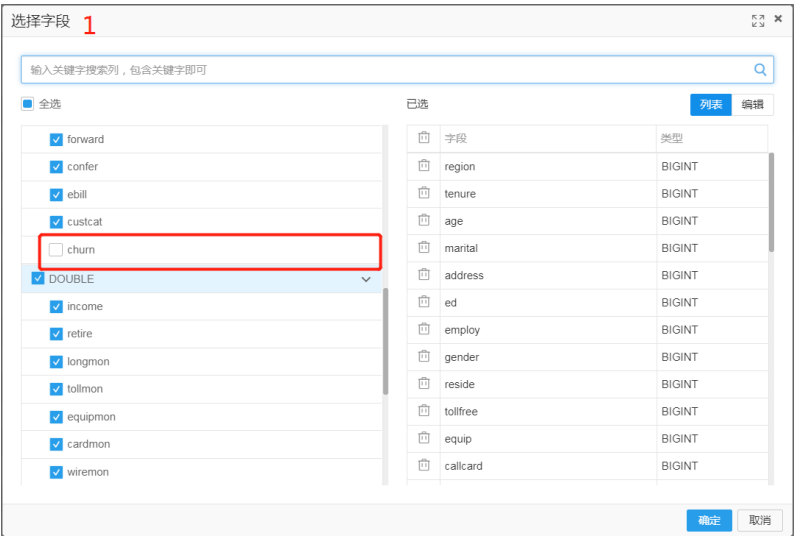 选择字段 1
输入关键字搜索列，包含关键字即可
全选
forward
confer
ebill
custcat
churn
DOUBLE
income
retire
longmon
tollmon
equipmon
cardmon
wiremon
已选 列表 编辑
字段 类型
region BIGINT
tenure BIGINT
age BIGINT
marital BIGINT
address BIGINT
ed BIGINT
employ BIGINT
gender BIGINT
reside BIGINT
tollfree BIGINT
equip BIGINT
callcard BIGINT
确定 取消